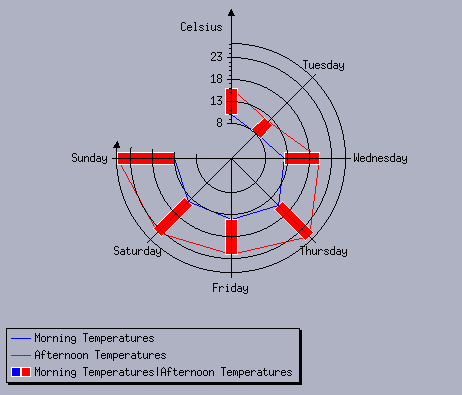 Celsius
Tuesday
23
18
13
8
Sunday
Wednesday
Saturday
Thursday
Friday
Morning Temperatures
Afternoon Temperatures
Morning Temperatures|Afternoon Temperatures